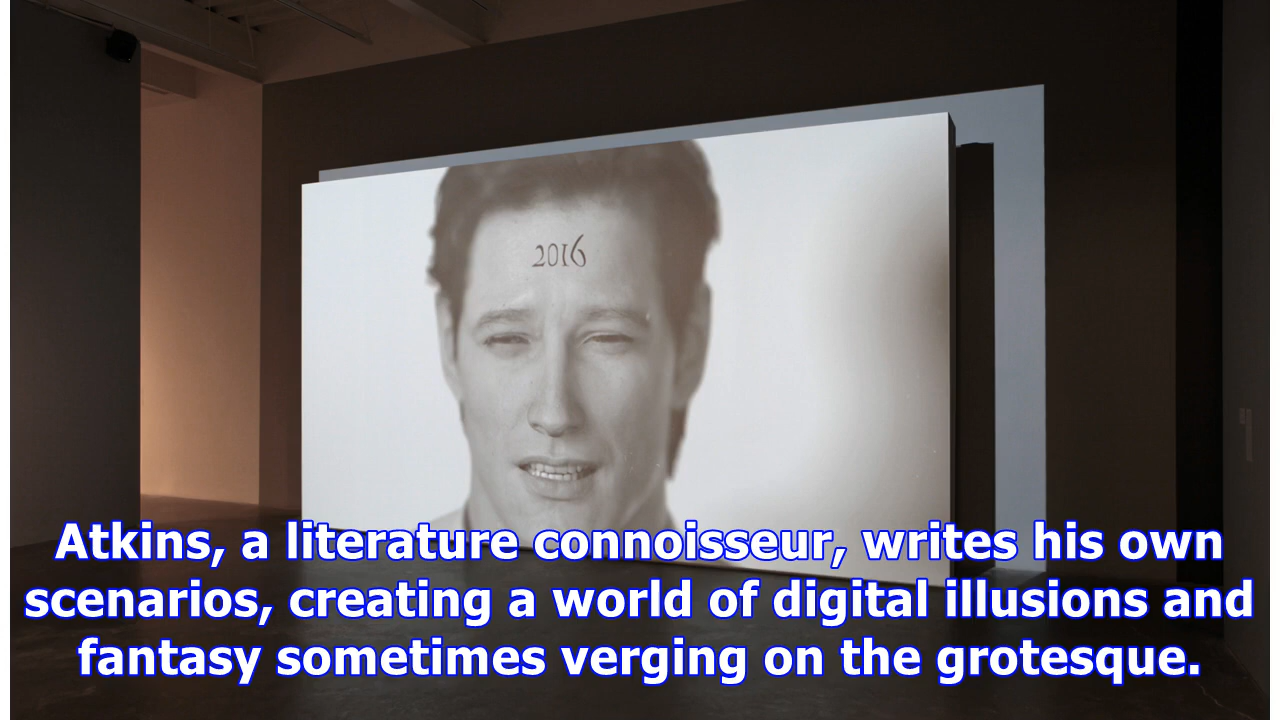 2016
Atkins, a literature connoisseur, writes his own
scenarios, creating a world of digital illusions and
fantasy sometimes verging on the grotesque.